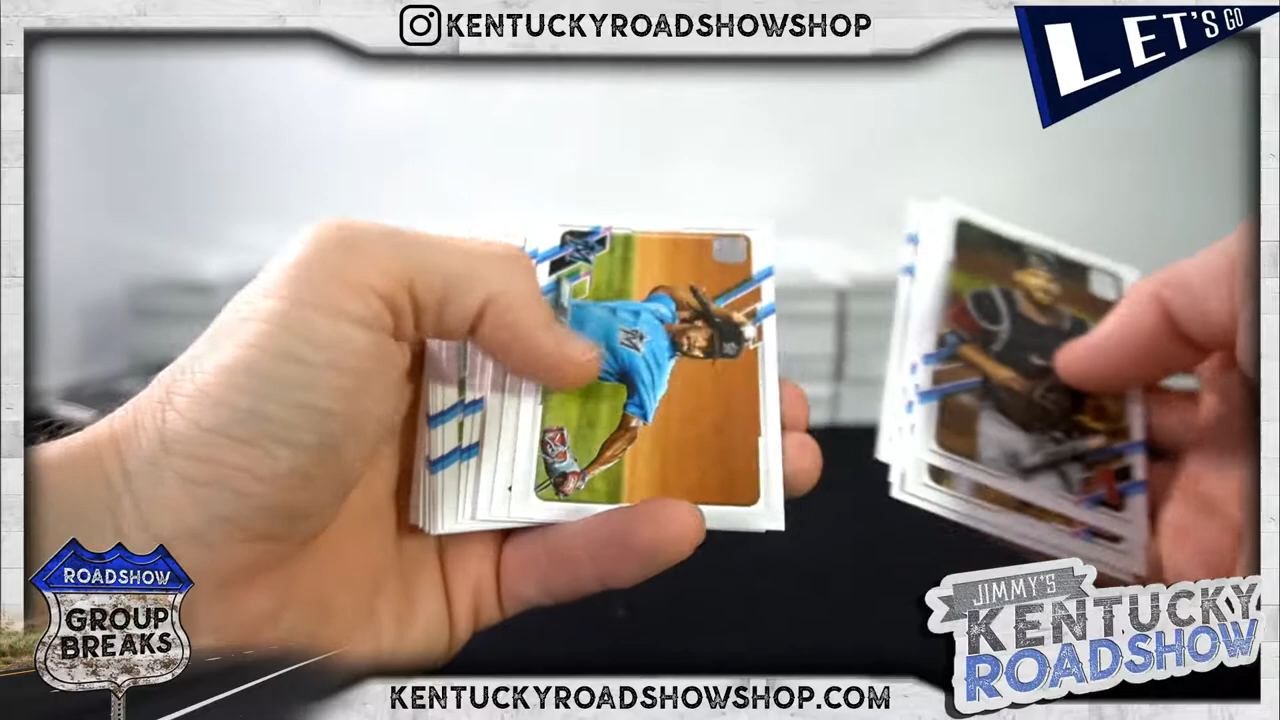 KENTUCKYROADSHOWSHOP
LET'S GO
M
ROADSHOW
GROUP
BREAKS
JIMMY'S
KENTUCKY
ROADSHOW
KENTUCKYROADSHOWSHOP.COM